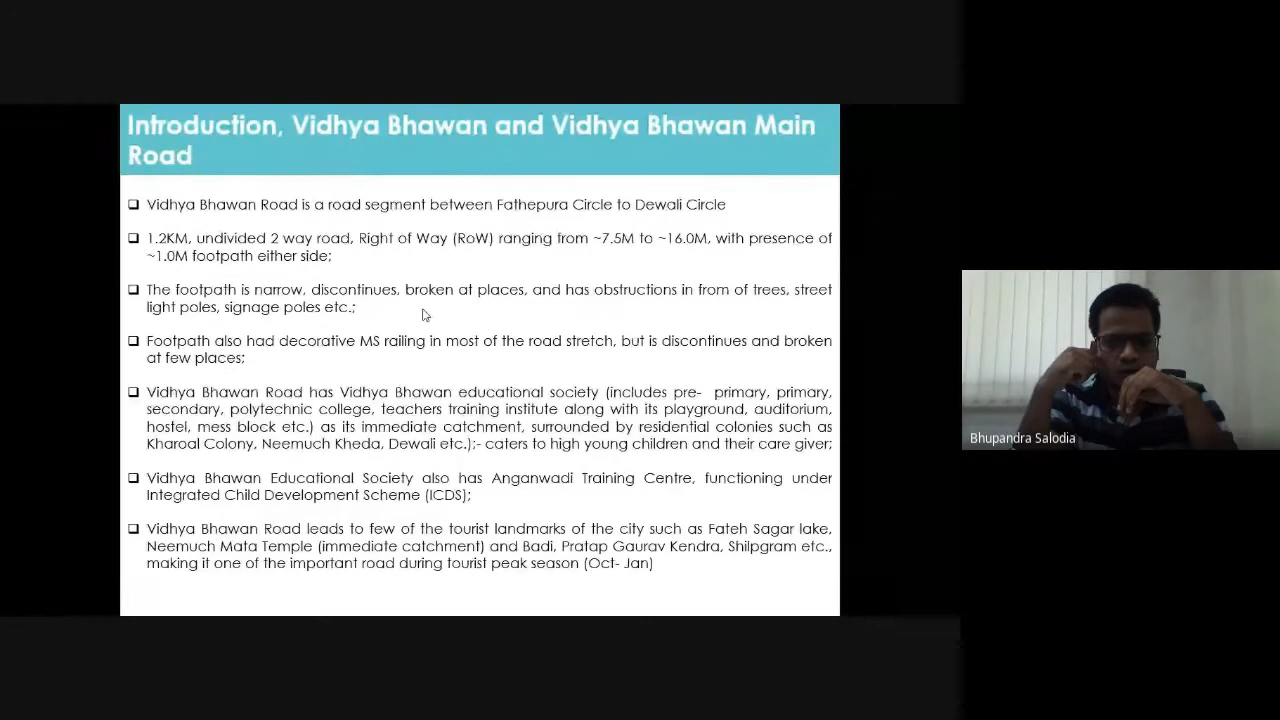 Introduction, Vidhya Bhawan and Vidhya Bhawan Main
Road
Vidhya Bhawan Road is a road segment between Fathepura Circle to Dewali Circle
1.2KM, undivided 2 way road, Right of Way (RoW) ranging from ~7.5M to ~16.0M, with presence of
~1.0M footpath either side;
The footpath is narrow, discontinues, broken at places, and has obstructions in from of trees, street
light poles, signage poles etc.;
Footpath also had decorative MS railing in most of the road stretch, but is discontinues and broken
at few places;
Vidhya Bhawan Road has Vidhya Bhawan educational society (includes pre- primary, primary,
secondary, polytechnic college, teachers training institute along with its playground, auditorium,
hostel, mess block etc.) as its immediate catchment, surrounded by residential colonies such as
Kharoal Colony, Neemuch Kheda, Dewali etc.);- caters to high young children and their care giver;
Vidhya Bhawan Educational Society also has Anganwadi Training Centre, functioning under
Integrated Child Development Scheme (ICDS);
Vidhya Bhawan Road leads to few of the tourist landmarks of the city such as Fateh Sagar lake,
Neemuch Mata Temple (immediate catchment) and Badi, Pratap Gaurav Kendra, Shilpgram etc.,
making it one of the important road during tourist peak season (Oct- Jan)
Bhupandra Salodia